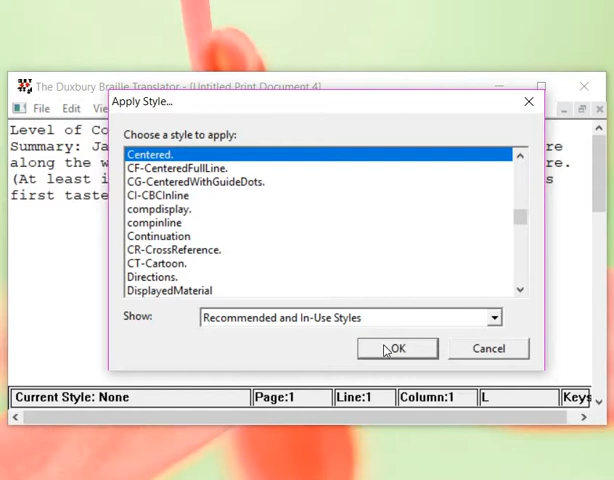 The Duxbury Braille Translator - [Untitled Print Document 4]
File Edit
Apply Style...
Level of
Summary:
re
along the
re.
(At least
s
first taste
Choose a style to apply:
Centered.
CF-CenteredFullLine.
CG-CenteredWithGuideDots.
CI-CBCInline
compdisplay.
compinline
Continuation
CR-CrossReference.
CT-Cartoon.
Directions.
DisplayedMaterial
Show: Recommended and In-Use Styles
OK Cancel
Current Style: None Page:1 Line:1 Column:1 L Keys